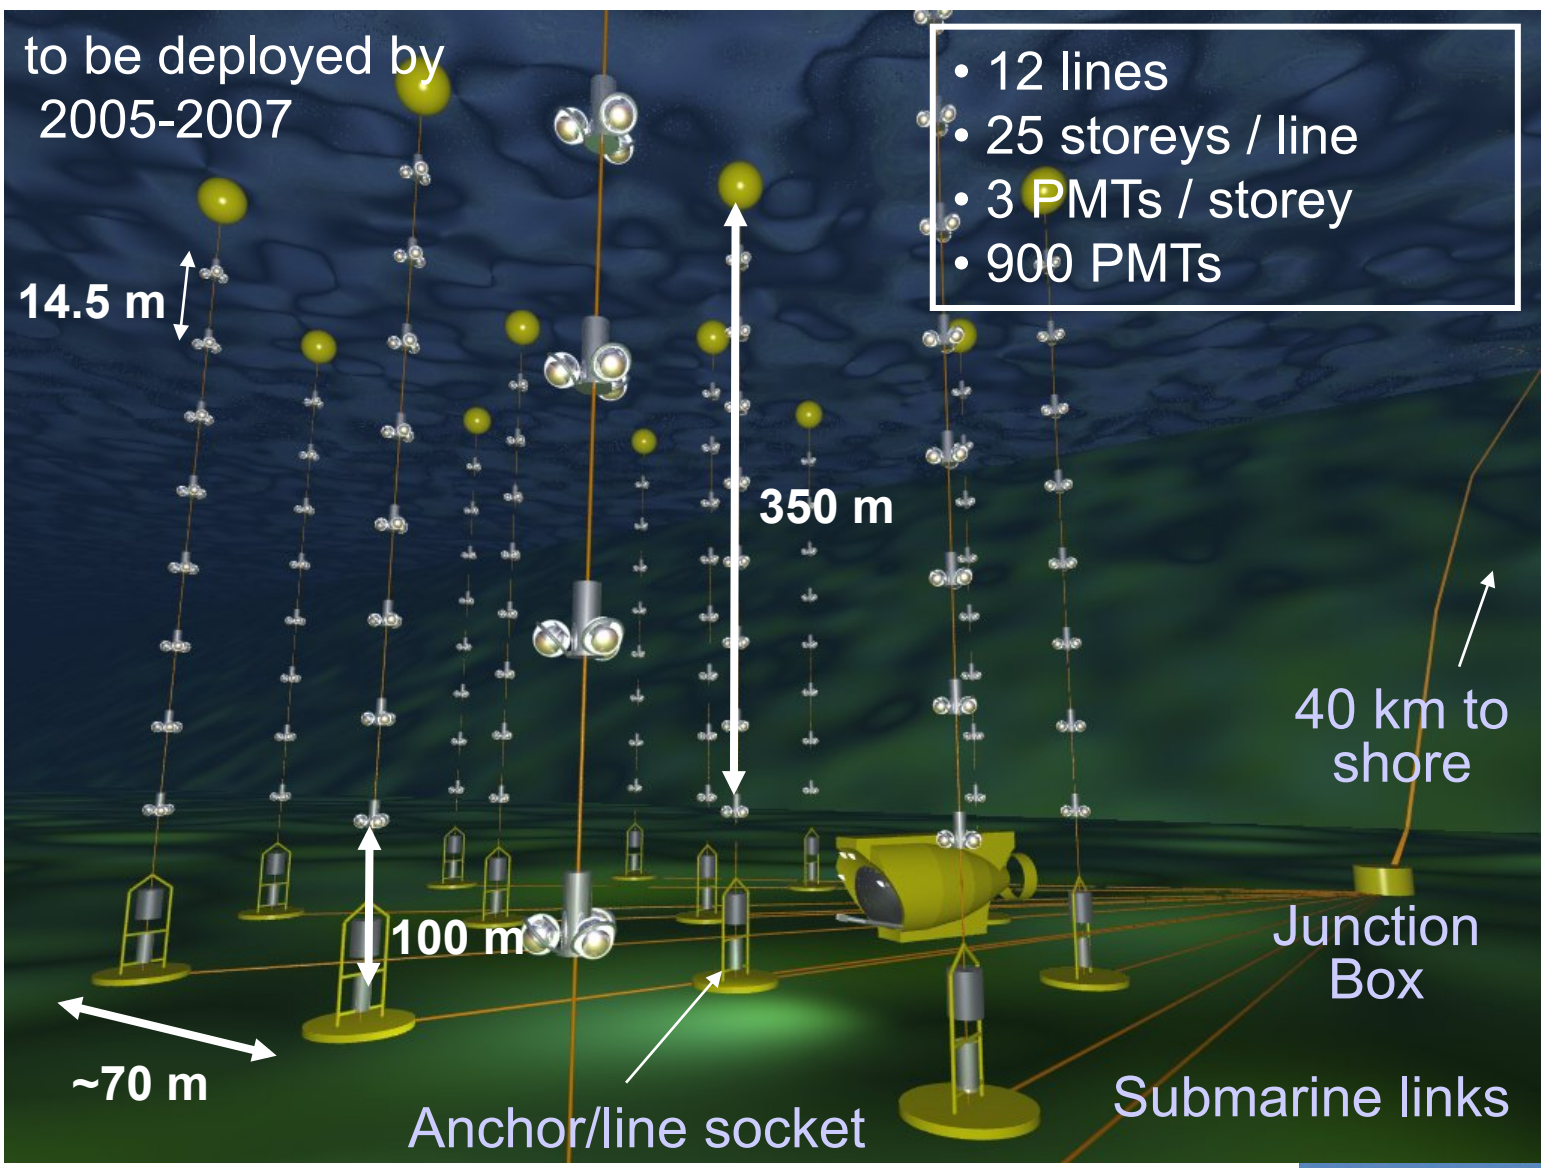 to be deployed by
2005-2007
• 12 lines
• 25 storeys / line
• 3 PMTs / storey
• 900 PMTs
14.5 m
350 m
40 km to
shore
100 m
Junction
Box
~70 m
Anchor/line socket
Submarine links